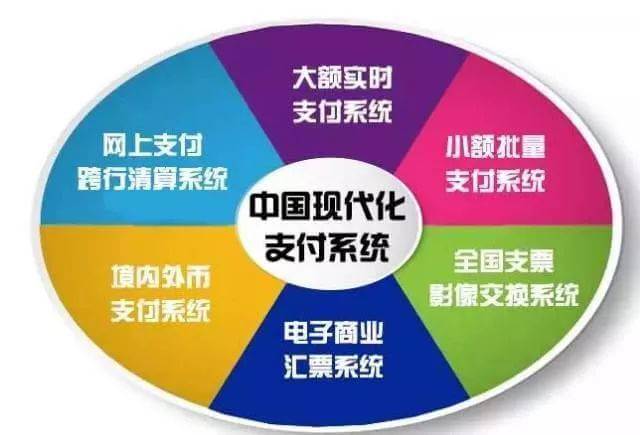 大额实时
支付系统
小额批量
支付系统
全国支票
影像交换系统
电子商业
汇票系统
境内外币
支付系统
网上支付
跨行清算系统
中国现代化
支付系统